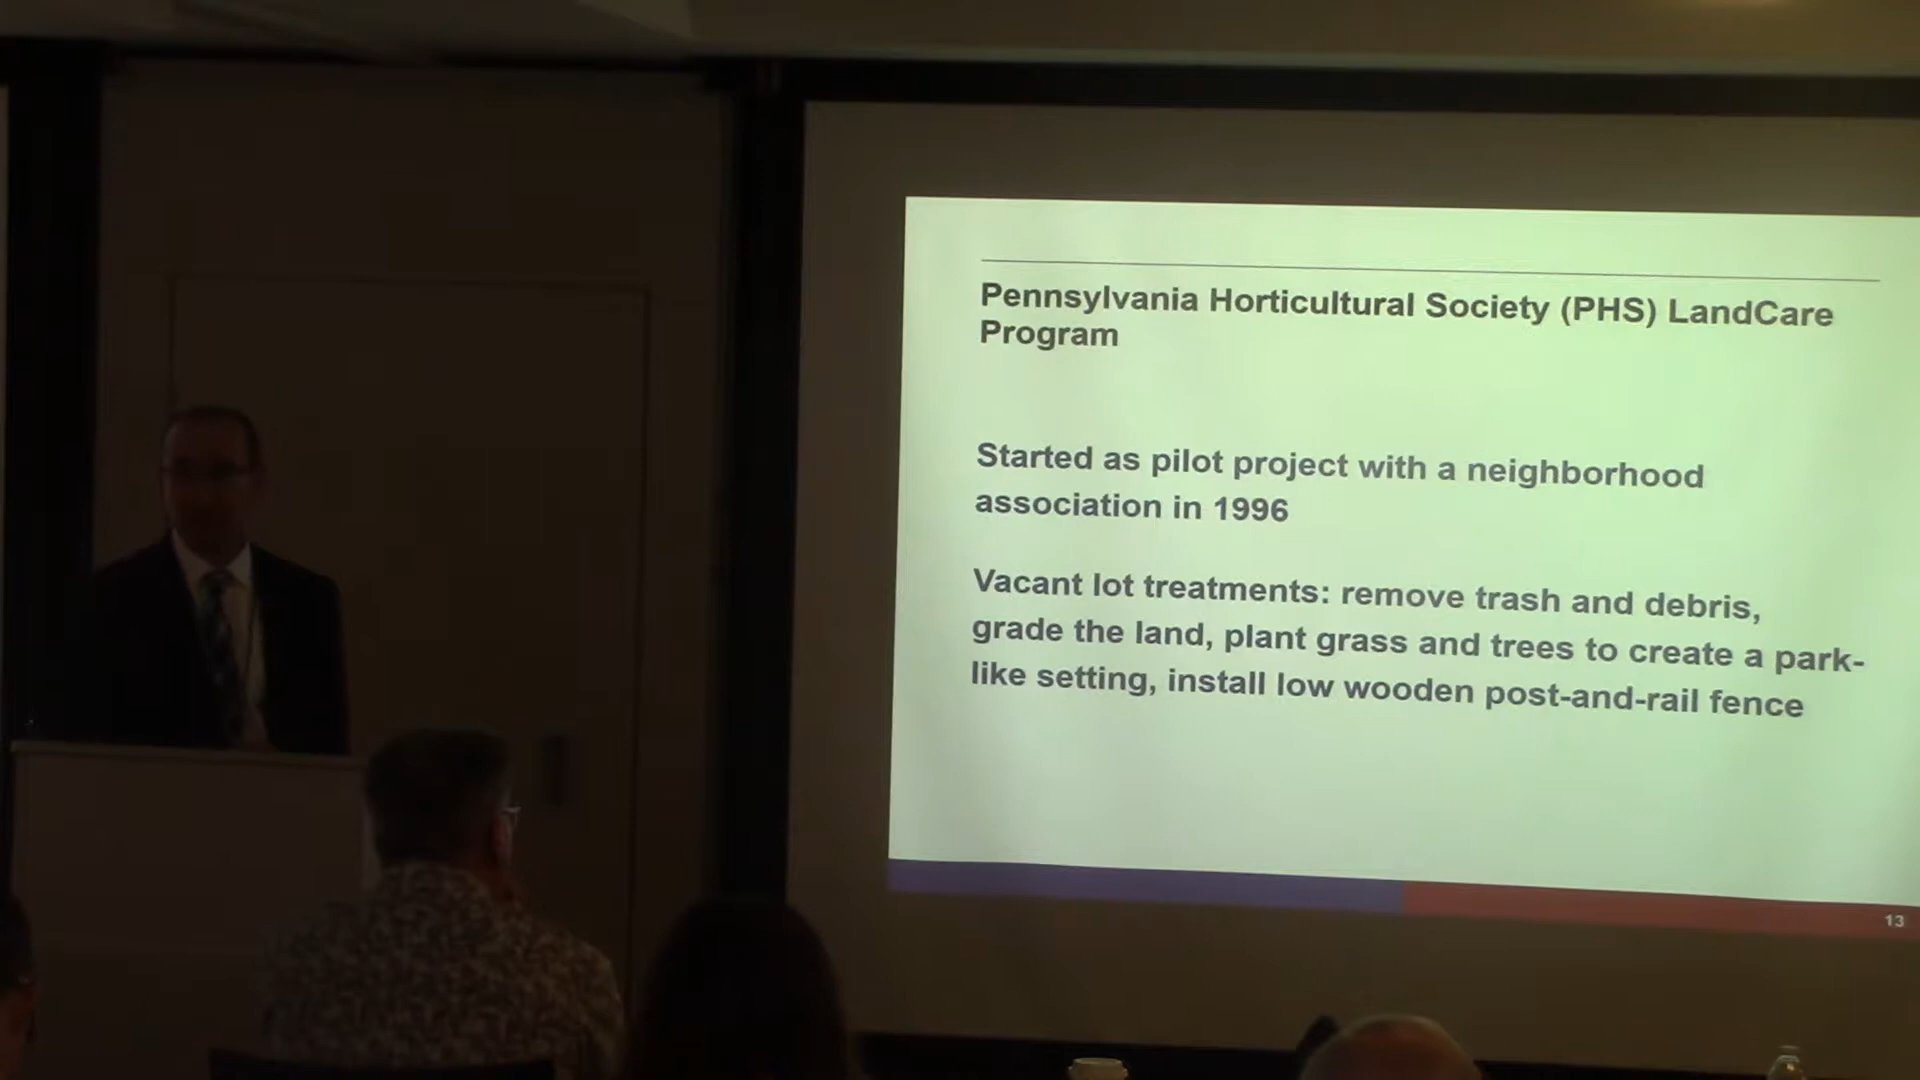 Pennsylvania Horticultural Society (PHS) LandCare
Program
Started as pilot project with a neighborhood
association in 1996
Vacant lot treatments: remove trash and debris,
grade the land, plant grass and trees to create a park-
like setting, install low wooden post-and-rail fence
13